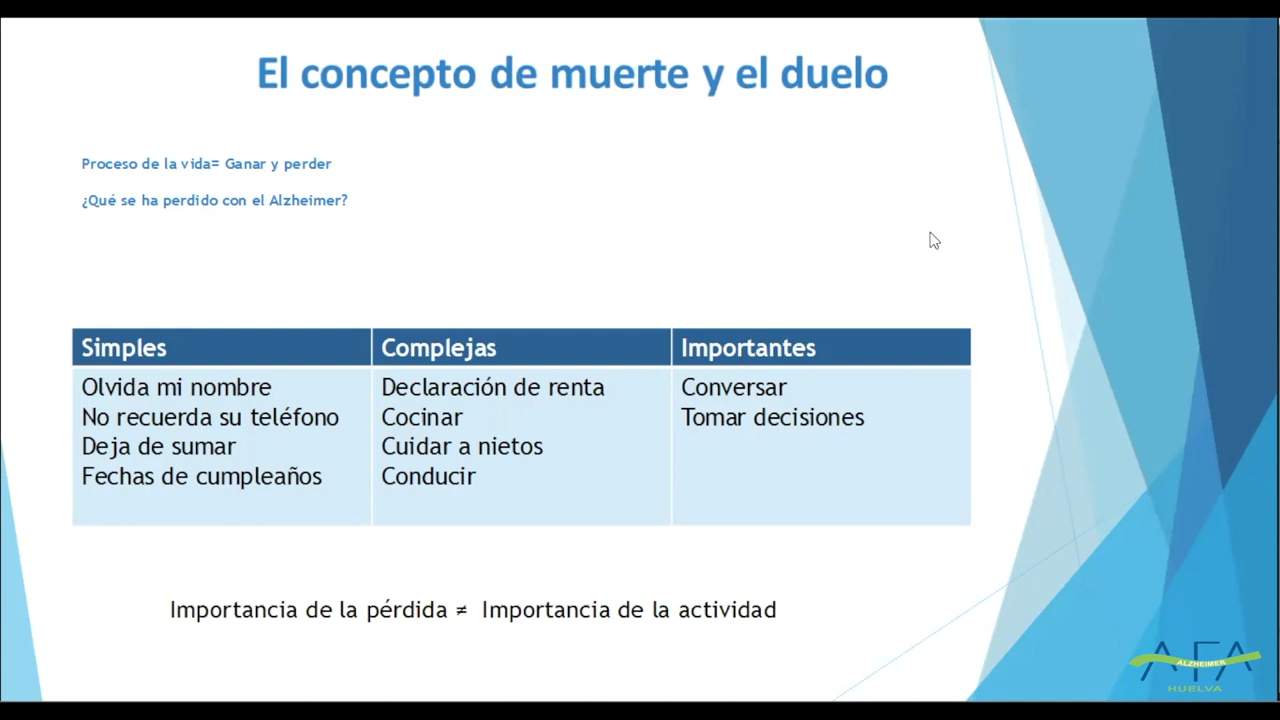 El concepto de muerte y el duelo
Proceso de la vida= Ganar y perder
¿Qué se ha perdido con el Alzheimer?
Simples
Complejas
Importantes
Olvida mi nombre
No recuerda su teléfono
Deja de sumar
Fechas de cumpleaños
Declaración de renta
Cocinar
Cuidar a nietos
Conducir
Conversar
Tomar decisiones
Importancia de la pérdida ≠ Importancia de la actividad
AFA
ALZHEIMER
HUELVA